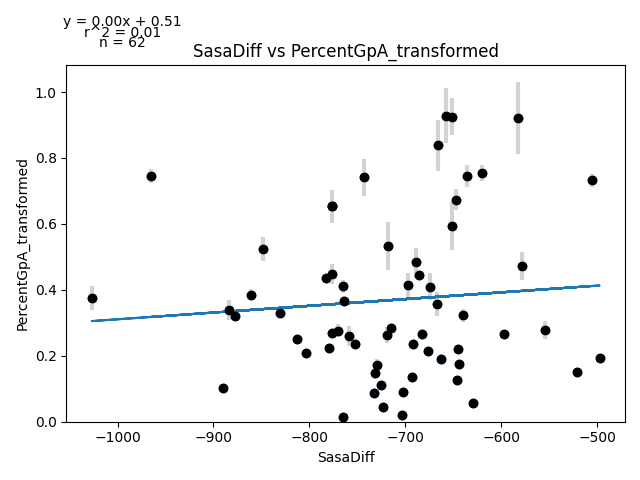 y = 0.00x + 0.51
r^2 = 0.01
n = 62
SasaDiff vs PercentGpA_transformed
PercentGpA_transformed
1.0
0.8
0.6
0.4
0.2
0.0
−1000
−900
−800
−700
−600
−500
SasaDiff